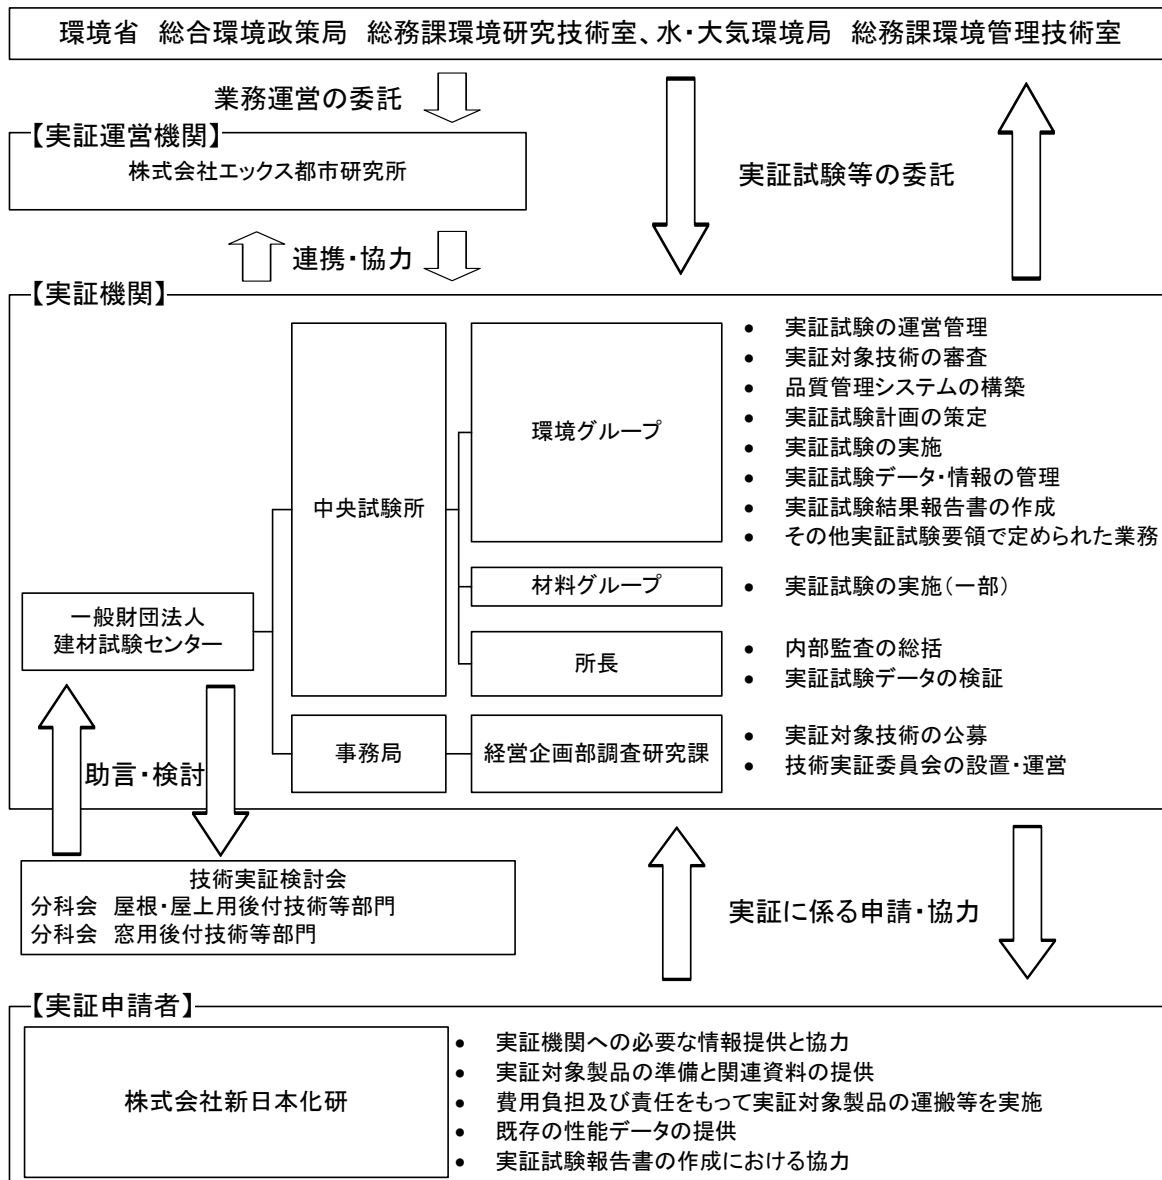 環境省　総合環境政策局　総務課環境研究技術室、水・大気環境局　総務課環境管理技術室
業務運営の委託
【実証運営機関】
株式会社エックス都市研究所
実証試験等の委託
連携・協力
【実証機関】
一般財団法人
建材試験センター
中央試験所
環境グループ
• 実証試験の運営管理
• 実証対象技術の審査
• 品質管理システムの構築
• 実証試験計画の策定
• 実証試験の実施
• 実証試験データ・情報の管理
• 実証試験結果報告書の作成
• その他実証試験要領で定められた業務
材料グループ
• 実証試験の実施（一部）
所長
• 内部監査の総括
• 実証試験データの検証
事務局
経営企画部調査研究課
• 実証対象技術の公募
• 技術実証委員会の設置・運営
助言・検討
技術実証検討会
分科会　屋根・屋上用後付技術等部門
分科会　窓用後付技術等部門
実証に係る申請・協力
【実証申請者】
株式会社新日本化研
• 実証機関への必要な情報提供と協力
• 実証対象製品の準備と関連資料の提供
• 費用負担及び責任をもって実証対象製品の運搬等を実施
• 既存の性能データの提供
• 実証試験報告書の作成における協力